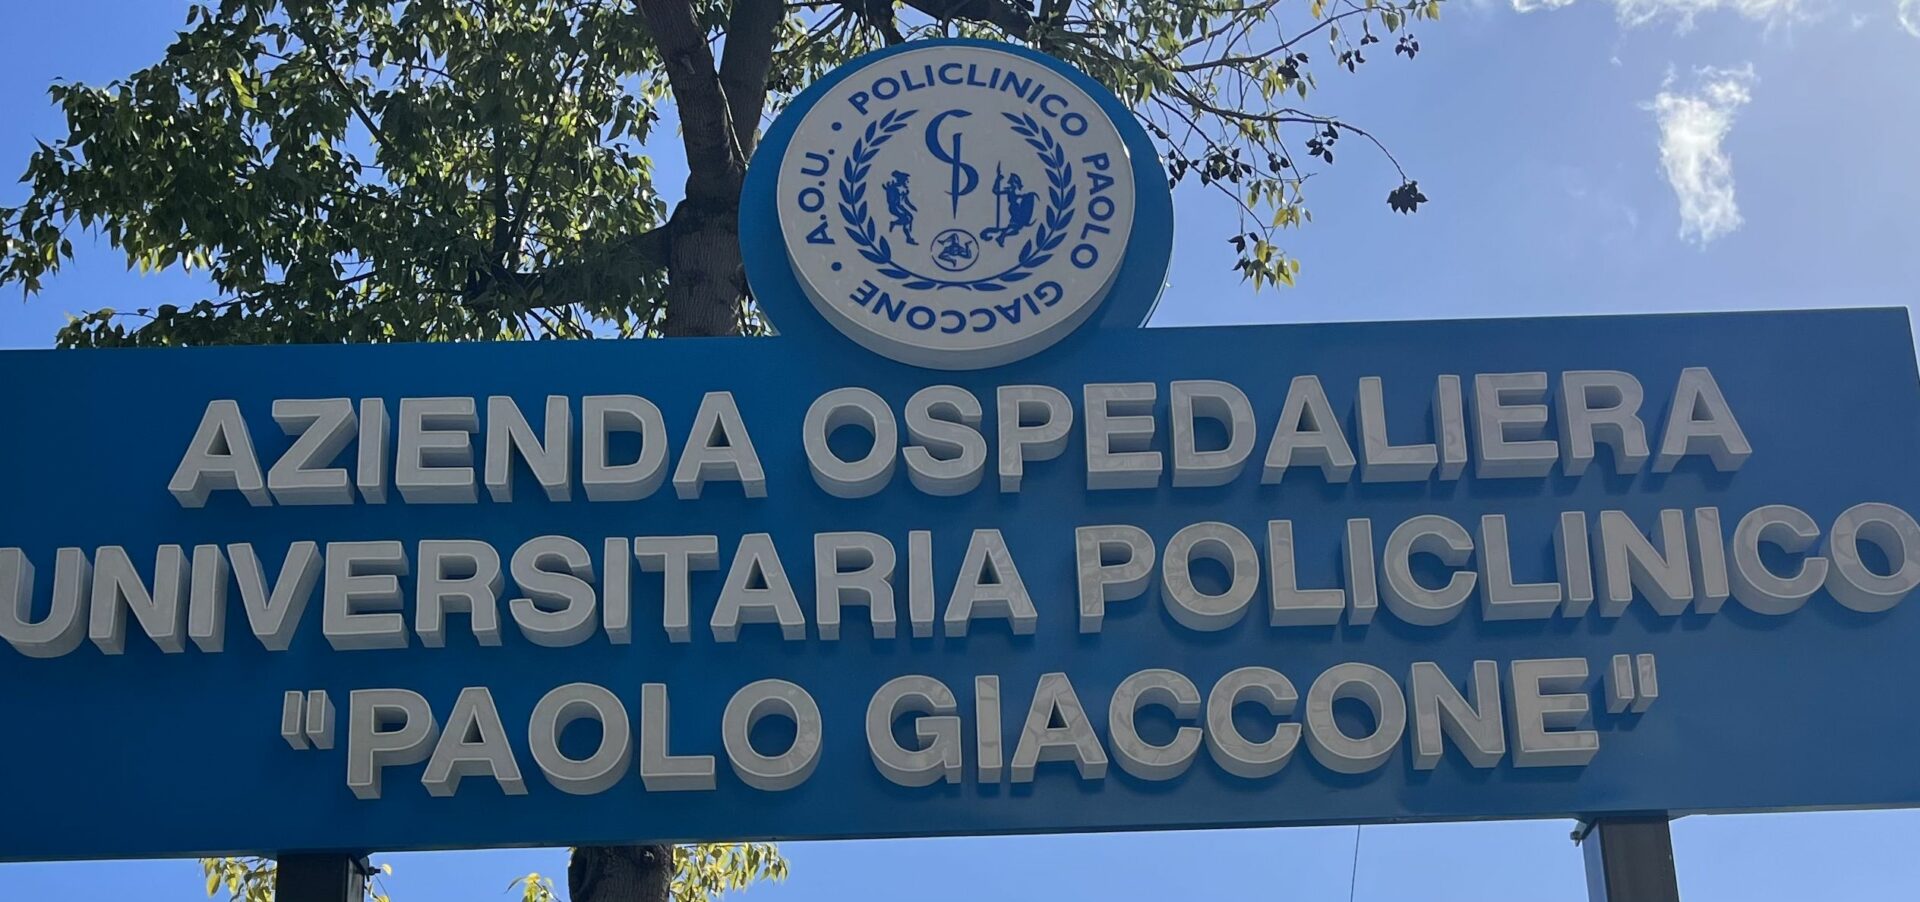 A.O.U. • POLICLINICO PAOLO GIACCONE •
AZIENDA OSPEDALIERA
UNIVERSITARIA POLICLINICO
"PAOLO GIACCONE"